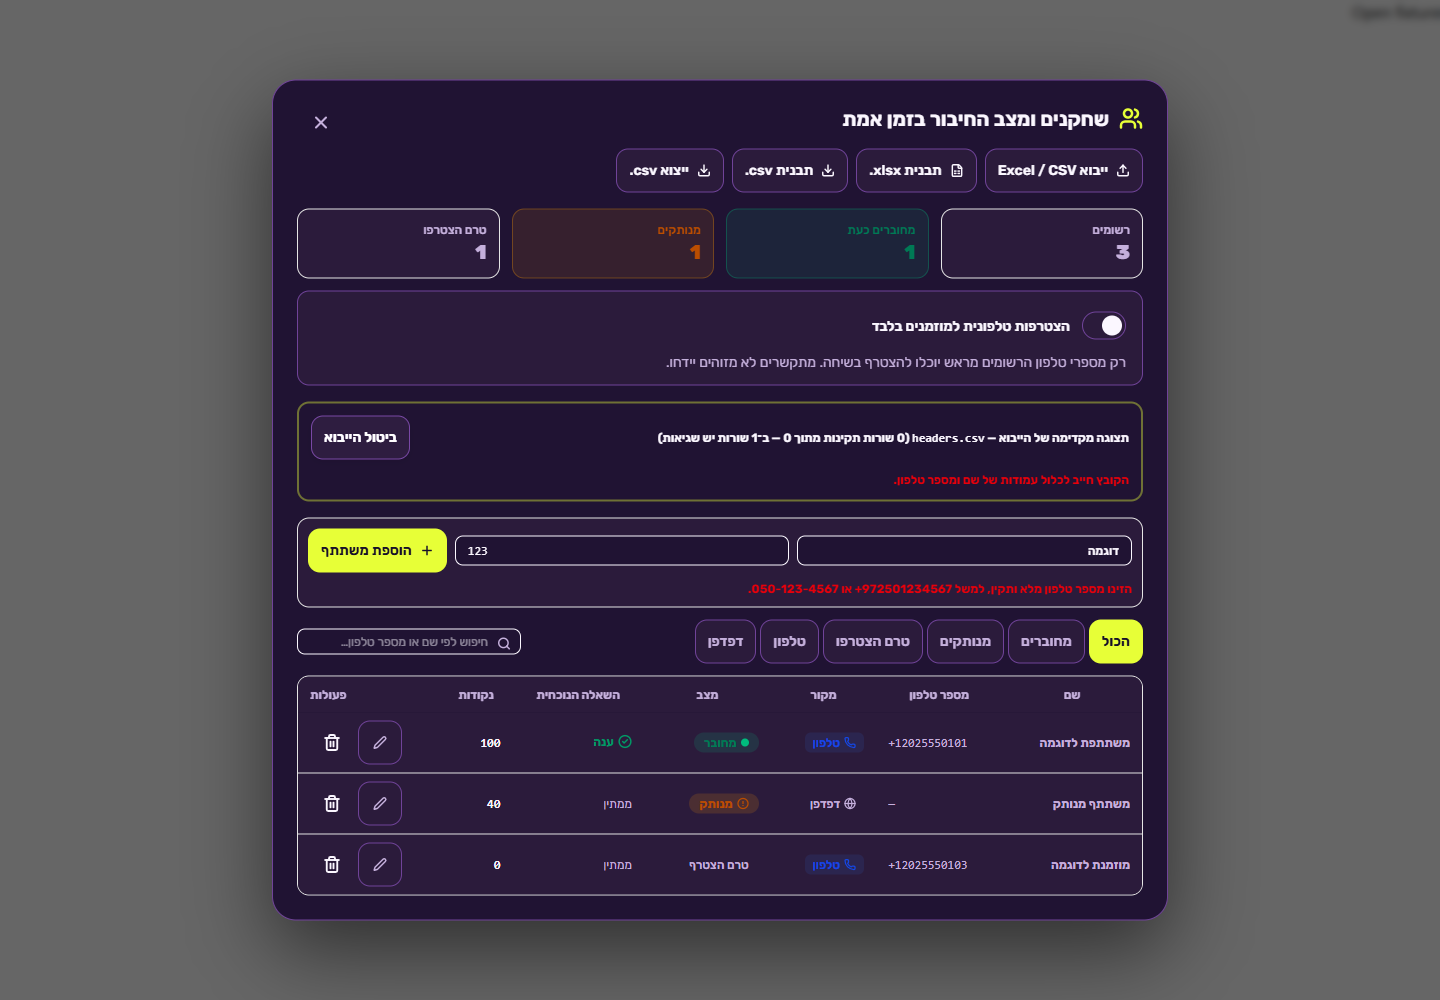 שחקנים ומצב החיבור בזמן אמת
ייבוא Excel / CSV
תבנית xlsx.
תבנית csv.
ייצוא csv.
רשומים
3
מחוברים כעת
1
מנותקים
1
טרם הצטרפו
1
הצטרפות טלפונית למוזמנים בלבד
רק מספרי טלפון הרשומים מראש יוכלו להצטרף בשיחה. מתקשרים לא מזוהים יידחו.
תצוגה מקדימה של הייבוא – headers.csv (0 שורות תקינות מתוך 0 – ב־1 שורות יש שגיאות)
ביטול הייבוא
הקובץ חייב לכלול עמודות של שם ומספר טלפון.
דוגמה
123
הוספת משתתף
הזינו מספר טלפון מלא ותקין, למשל 972501234567+ או 050-123-4567.
הכול
מחוברים
מנותקים
טרם הצטרפו
טלפון
דפדפן
חיפוש לפי שם או מספר טלפון...
שם מספר טלפון מקור מצב השאלה הנוכחית נקודות פעולות
משתתפת לדוגמה +12025550101 טלפון מחובר ענה 100
משתתף מנותק – דפדפן מנותק ממתין 40
מוזמנת לדוגמה +12025550103 טלפון טרם הצטרף ממתין 0